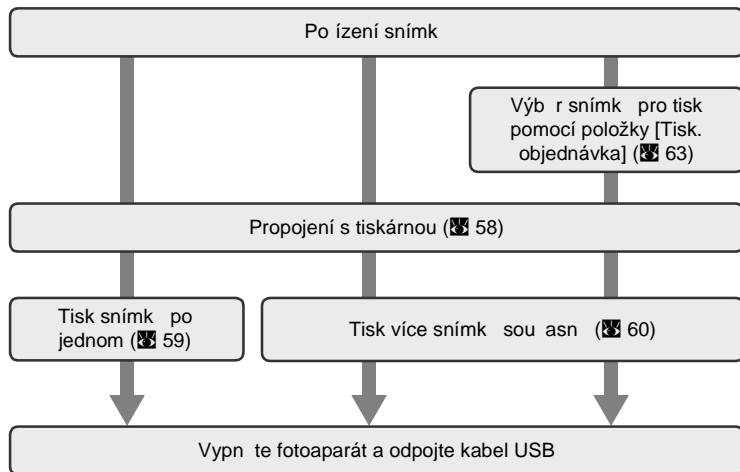 Po ízení snímk
Výb r snímk pro tisk
pomocí položky [Tisk.
objednávka] ( 63)
Propojení s tiskárnou ( 58)
Tisk snímk po
jednom ( 59)
Tisk více snímk sou asn ( 60)
Vypn te fotoaparát a odpojte kabel USB